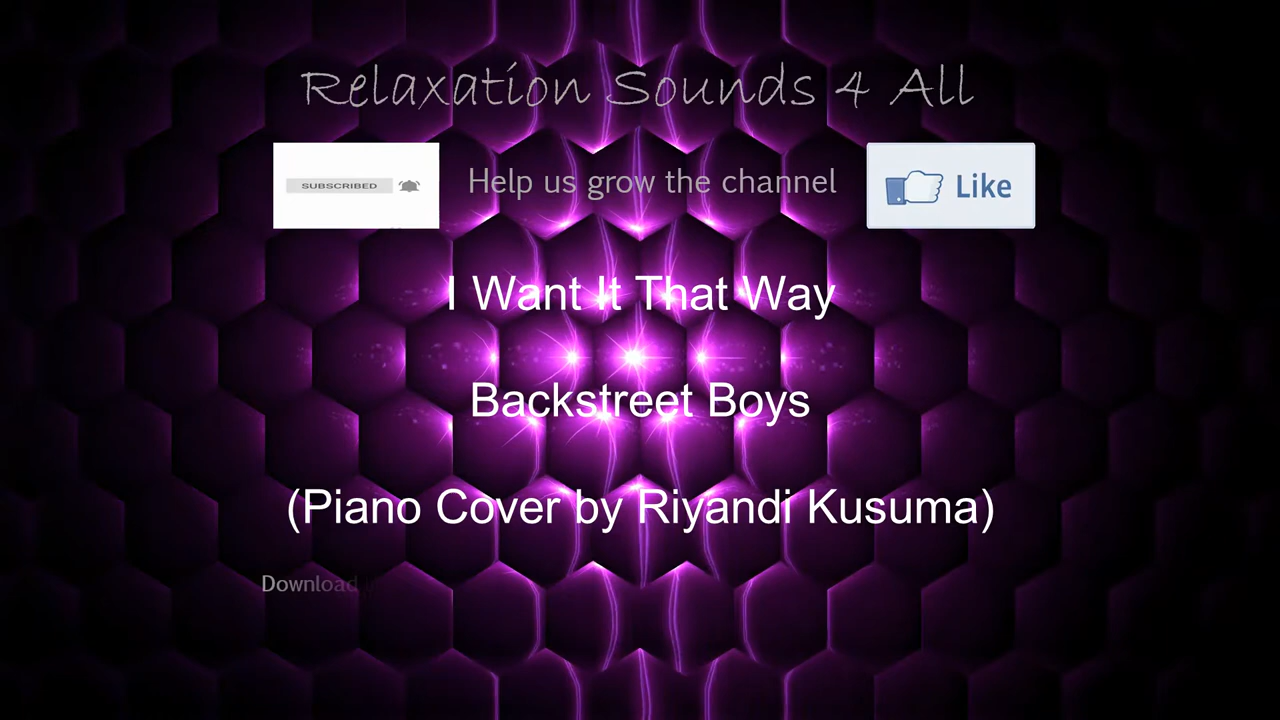 Relaxation Sounds 4 All
SUBSCRIBED
Help us grow the channel
Like
I Want It That Way
Backstreet Boys
(Piano Cover by Riyandi Kusuma)
Download